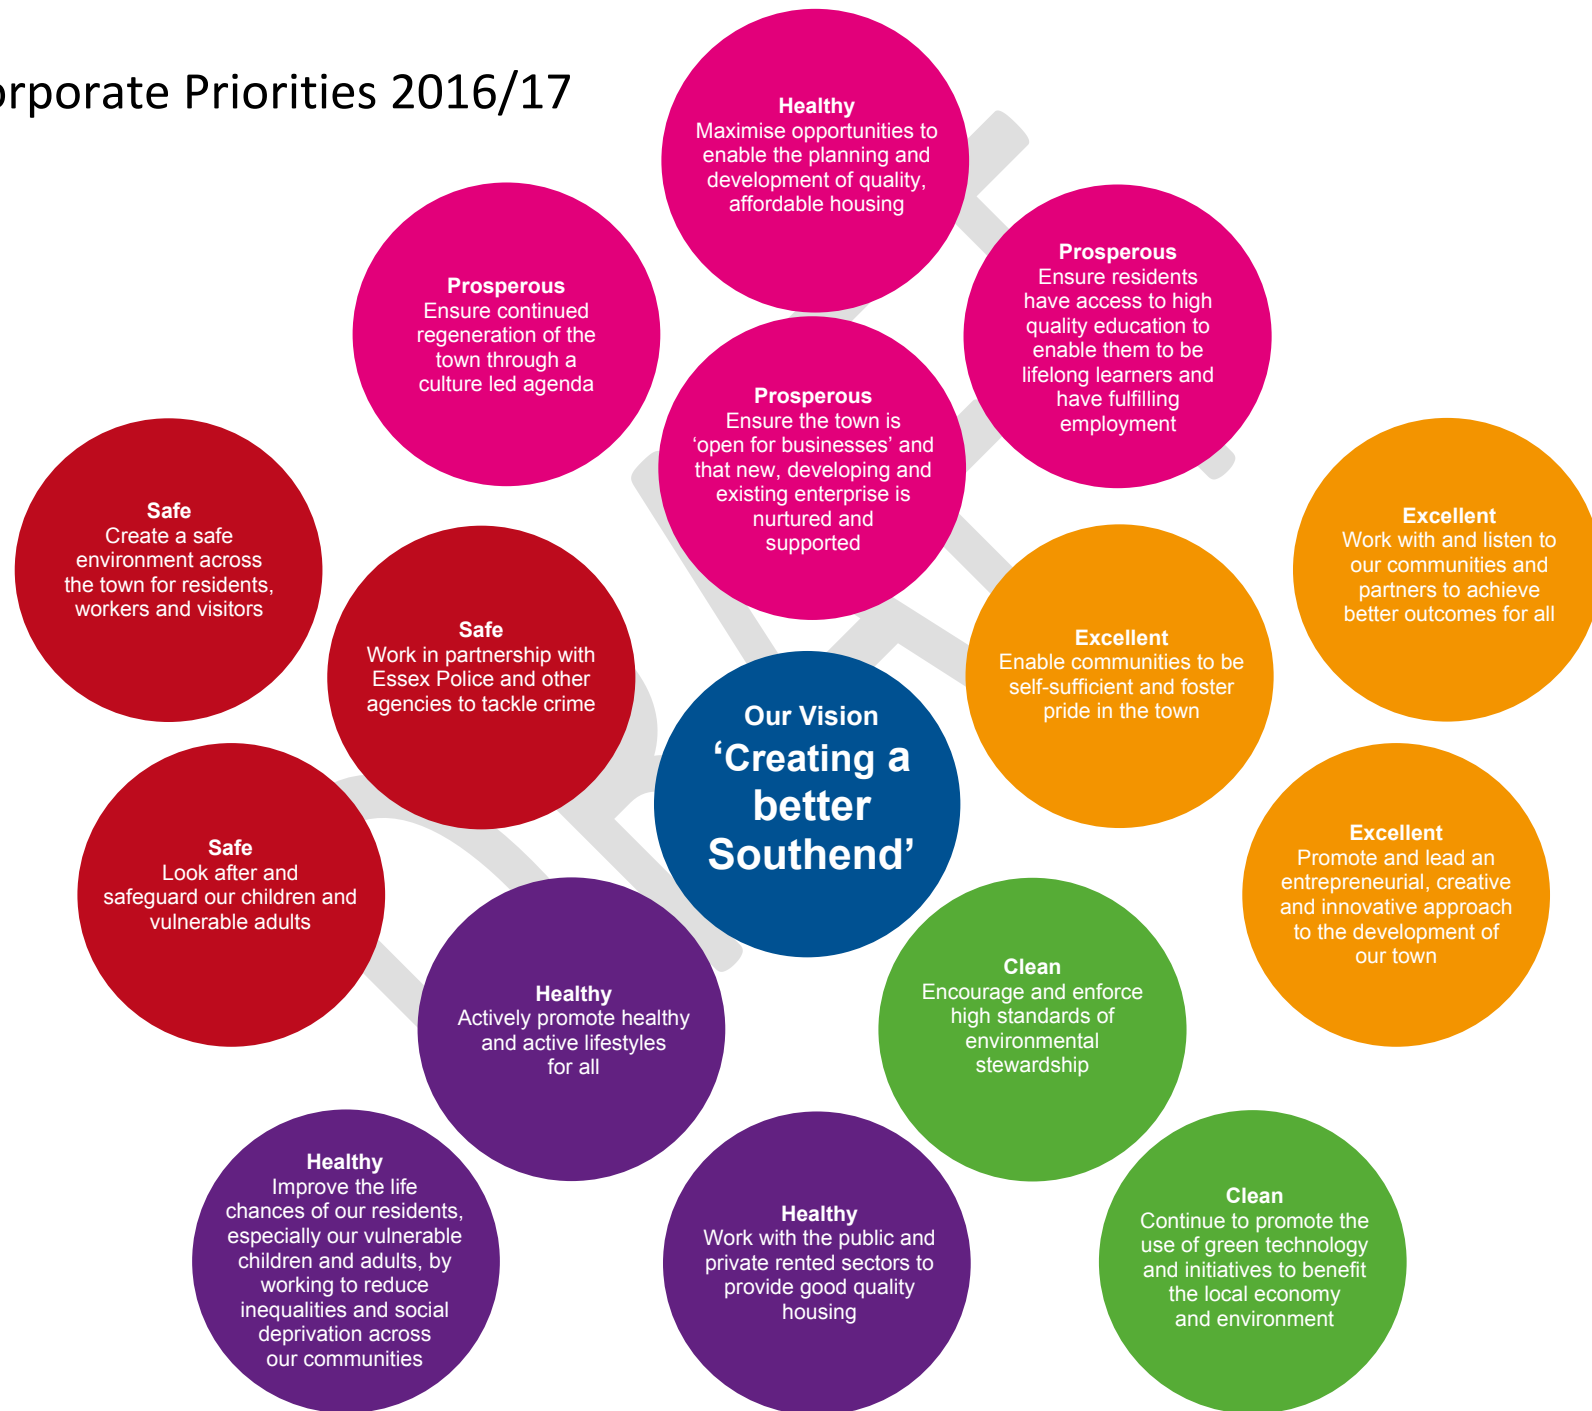 orporate Priorities 2016/17
Healthy
Maximise opportunities to
enable the planning and
development of quality,
affordable housing
Prosperous
Ensure continued
regeneration of the
town through a
culture led agenda
Prosperous
Ensure residents
have access to high
quality education to
enable them to be
lifelong learners and
have fulfilling
employment
Prosperous
Ensure the town is
‘open for businesses’ and
that new, developing and
existing enterprise is
nurtured and
supported
Safe
Create a safe
environment across
the town for residents,
workers and visitors
Safe
Work in partnership with
Essex Police and other
agencies to tackle crime
Safe
Look after and
safeguard our children and
vulnerable adults
Our Vision
‘Creating a
better
Southend’
Excellent
Enable communities to be
self-sufficient and foster
pride in the town
Excellent
Work with and listen to
our communities and
partners to achieve
better outcomes for all
Excellent
Promote and lead an
entrepreneurial, creative
and innovative approach
to the development of
our town
Healthy
Actively promote healthy
and active lifestyles
for all
Clean
Encourage and enforce
high standards of
environmental
stewardship
Healthy
Improve the life
chances of our residents,
especially our vulnerable
children and adults, by
working to reduce
inequalities and social
deprivation across
our communities
Healthy
Work with the public and
private rented sectors to
provide good quality
housing
Clean
Continue to promote the
use of green technology
and initiatives to benefit
the local economy
and environment